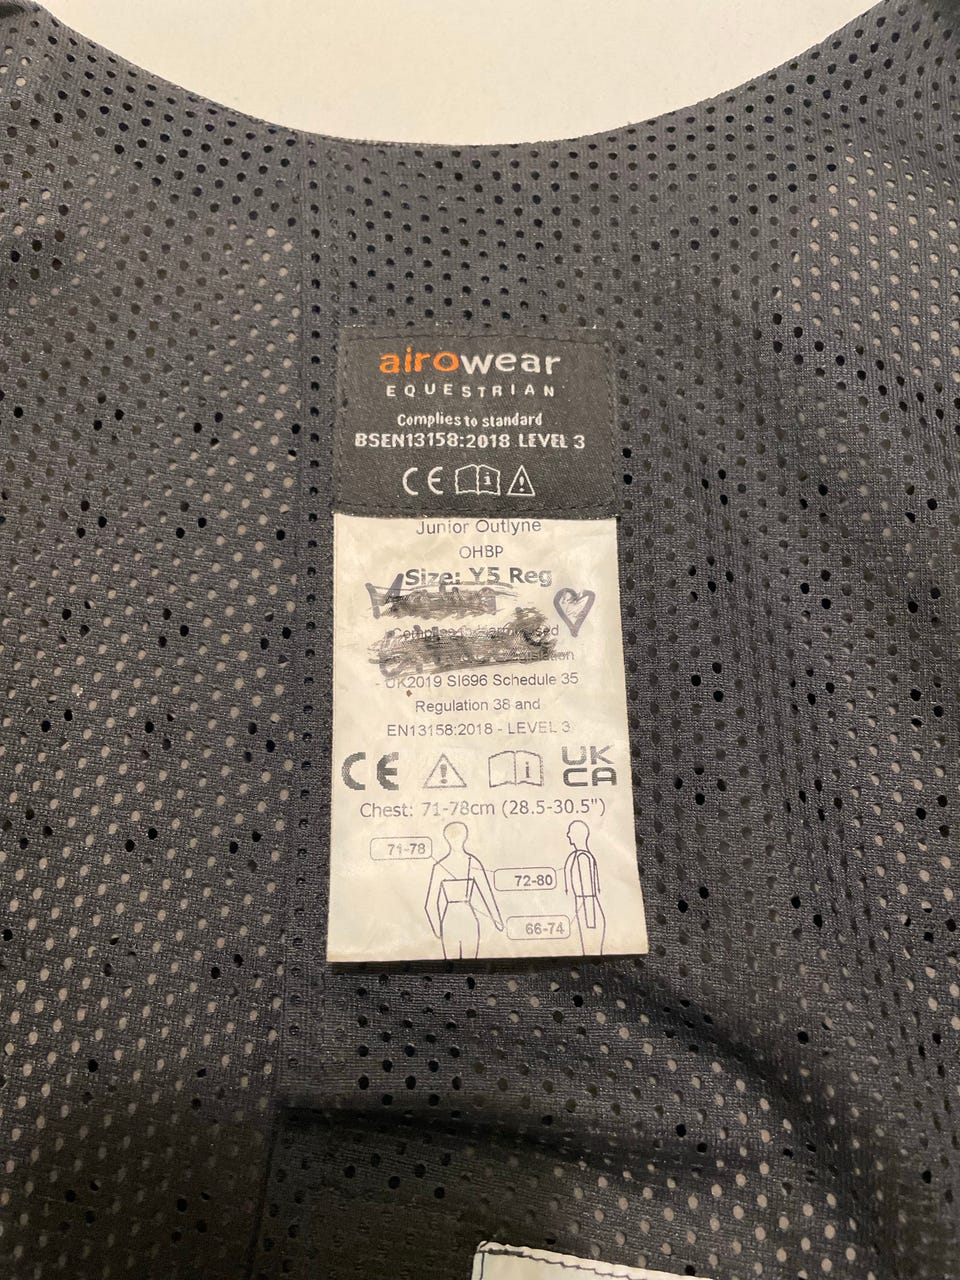 airowear
EQUESTRIAN
Complies to standard
BSEN13158:2018 LEVEL 3
CE i !
Junior Outlyne
OHBP
Size: Y5 Reg
- UK2019 SI696 Schedule 35
Regulation 38 and
EN13158:2018 - LEVEL 3
CE ! i UK
CA
Chest: 71-78cm (28.5-30.5")
71-78
72-80
66-74